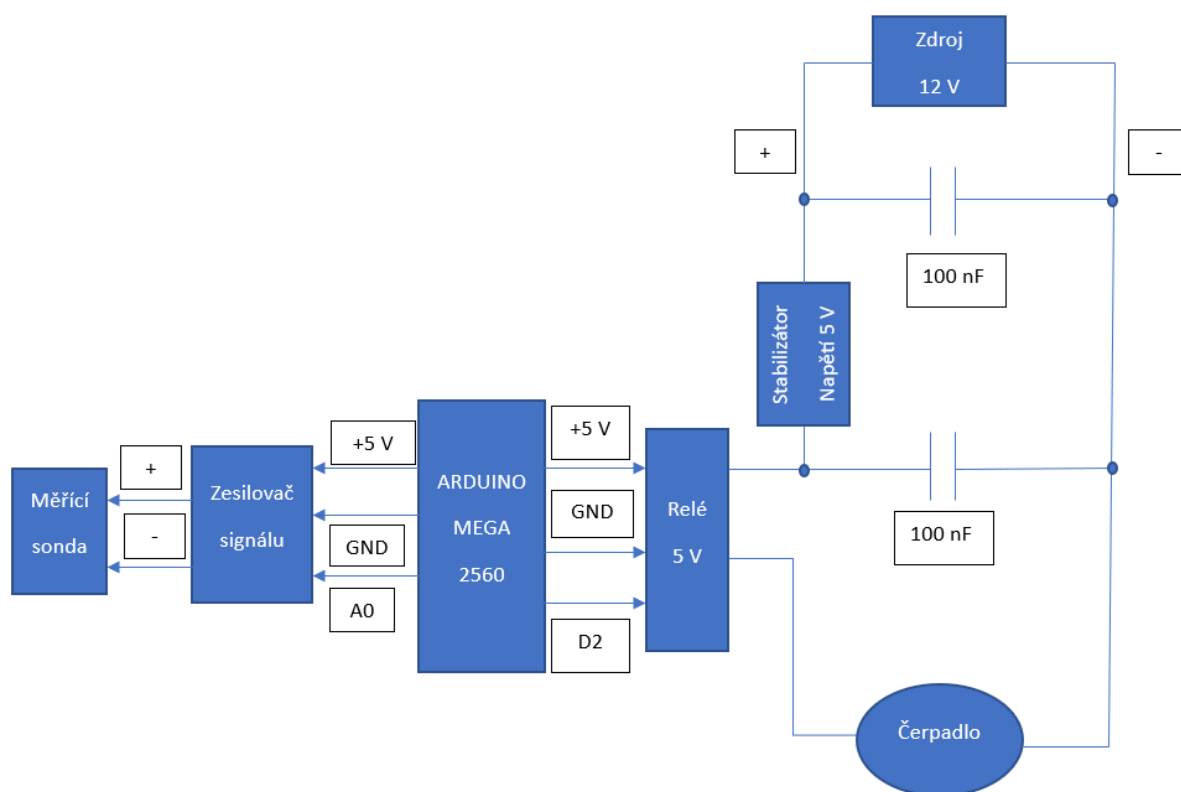 Zdroj
12 V
+
-
100 nF
Stabilizátor
Napětí 5 V
+5 V
+5 V
+
Měřící
sonda
-
Zesilovač
signálu
GND
A0
ARDUINO
MEGA
2560
GND
D2
Relé
5 V
100 nF
Čerpadlo